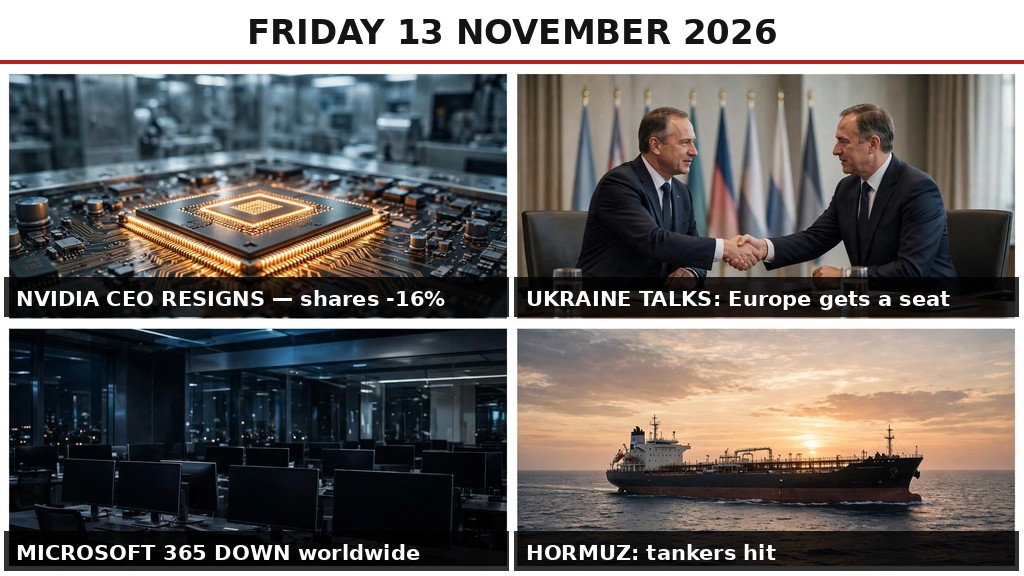 FRIDAY 13 NOVEMBER 2026
NVIDIA CEO RESIGNS — shares -16%
UKRAINE TALKS: Europe gets a seat
MICROSOFT 365 DOWN worldwide
HORMUZ: tankers hit